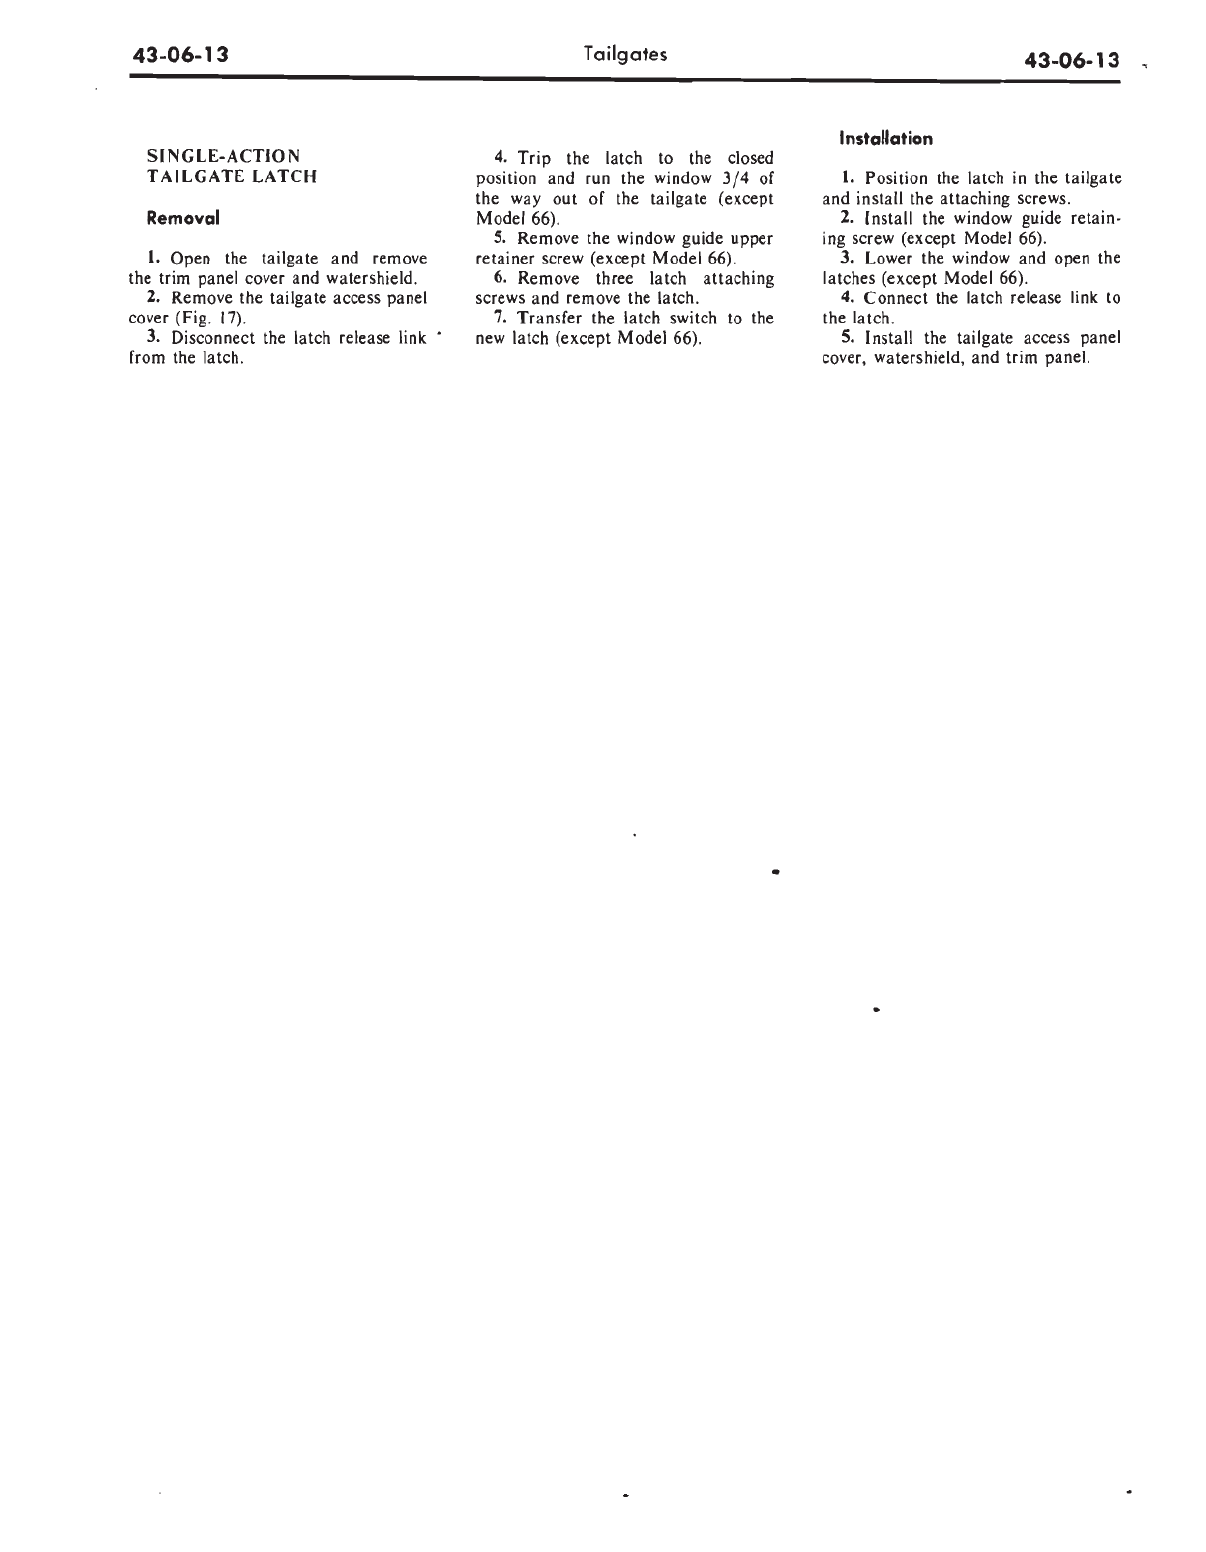 43-06-13 Tailgates 43-06-13
SINGLE-ACTION
TAILGATE LATCH
Removal
1. Open the tailgate and remove
the trim panel cover and watershield.
2. Remove the tailgate access panel
cover (Fig. 17).
3. Disconnect the latch release link
from the latch.
4. Trip the latch to the closed
position and run the window 3/4 of
the way out of the tailgate (except
Model 66).
5. Remove the window guide upper
retainer screw (except Model 66).
6. Remove three latch attaching
screws and remove the latch.
7. Transfer the latch switch to the
new latch (except Model 66).
Installation
1. Position the latch in the tailgate
and install the attaching screws.
2. Install the window guide retain-
ing screw (except Model 66).
3. Lower the window and open the
latches (except Model 66).
4. Connect the latch release link to
the latch.
5. Install the tailgate access panel
cover, watershield, and trim panel.